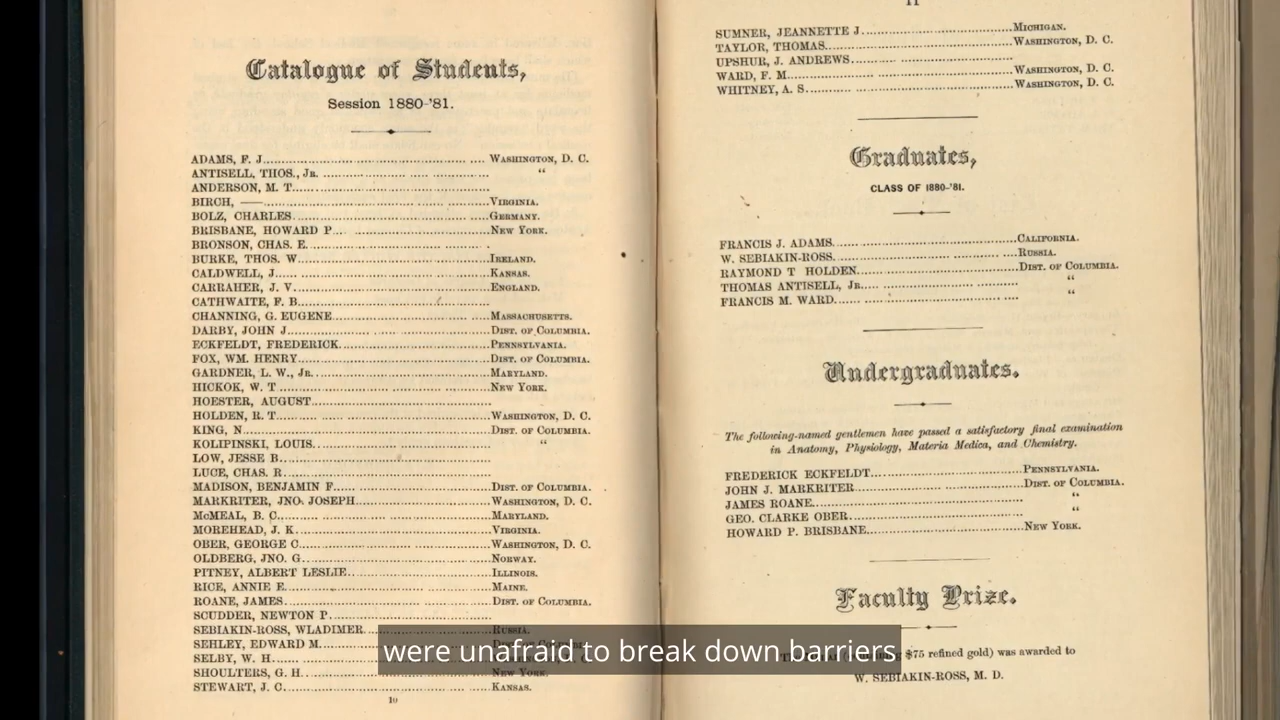 Catalogue of Students,
Session 1880-'81.
ADAMS, F. J. WASHINGTON, D. C.
ANTISELL, THOS., JR. "
ANDERSON, M. T.
BIRCH, —— VIRGINIA.
BOLZ, CHARLES GERMANY.
BRISBANE, HOWARD P. NEW YORK.
BRONSON, CHAS. E.
BURKE, THOS. W. IRELAND.
CALDWELL, J. KANSAS.
CARRAHER, J. V. ENGLAND.
CATHWAITE, F. B.
CHANNING, G. EUGENE MASSACHUSETTS.
DARBY, JOHN J. DIST. OF COLUMBIA.
ECKFELDT, FREDERICK. PENNSYLVANIA.
FOX, WM. HENRY DIST. OF COLUMBIA.
GARDNER, L. W., JR. MARYLAND.
HICKOK, W. T. NEW YORK.
HOESTER, AUGUST
HOLDEN, R. T. WASHINGTON, D. C.
KING, N. DIST. OF COLUMBIA.
KOLIPINSKI, LOUIS. "
LOW, JESSE B.
LUCE, CHAS. R.
MADISON, BENJAMIN F. DIST. OF COLUMBIA.
MARKRITER, JNO. JOSEPH WASHINGTON, D. C.
McMEAL, B. C. MARYLAND.
MOREHEAD, J. K. VIRGINIA.
OBER, GEORGE C. WASHINGTON, D. C.
OLDBERG, JNO. G. NORWAY.
PITNEY, ALBERT LESLIE. ILLINOIS.
RICE, ANNIE E. MAINE.
ROANE, JAMES. DIST. OF COLUMBIA.
SCUDDER, NEWTON P.
SEBIAKIN-ROSS, WLADIMER RUSSIA.
SEHLEY, EDWARD M.
SELBY, W. H.
SHOULTERS, G. H. NEW YORK.
STEWART, J. C. KANSAS.
10
11
SUMNER, JEANNETTE J. MICHIGAN.
TAYLOR, THOMAS. WASHINGTON, D. C.
UPSHUR, J. ANDREWS.
WARD, F. M. WASHINGTON, D. C.
WHITNEY, A. S. WASHINGTON, D. C.
Graduates,
CLASS OF 1880-'81.
FRANCIS J. ADAMS. CALIFORNIA.
W. SEBIAKIN-ROSS. RUSSIA.
RAYMOND T HOLDEN. DIST. OF COLUMBIA.
THOMAS ANTISELL, JR. "
FRANCIS M. WARD. "
Undergraduates.
The following-named gentlemen have passed a satisfactory final examination
in Anatomy, Physiology, Materia Medica, and Chemistry.
FREDERICK ECKFELDT. PENNSYLVANIA.
JOHN J. MARKRITER DIST. OF COLUMBIA.
JAMES ROANE. "
GEO. CLARKE OBER. "
HOWARD P. BRISBANE. NEW YORK.
Faculty Prize.
$75 refined gold) was awarded to
W. SEBIAKIN-ROSS, M. D.
were unafraid to break down barriers